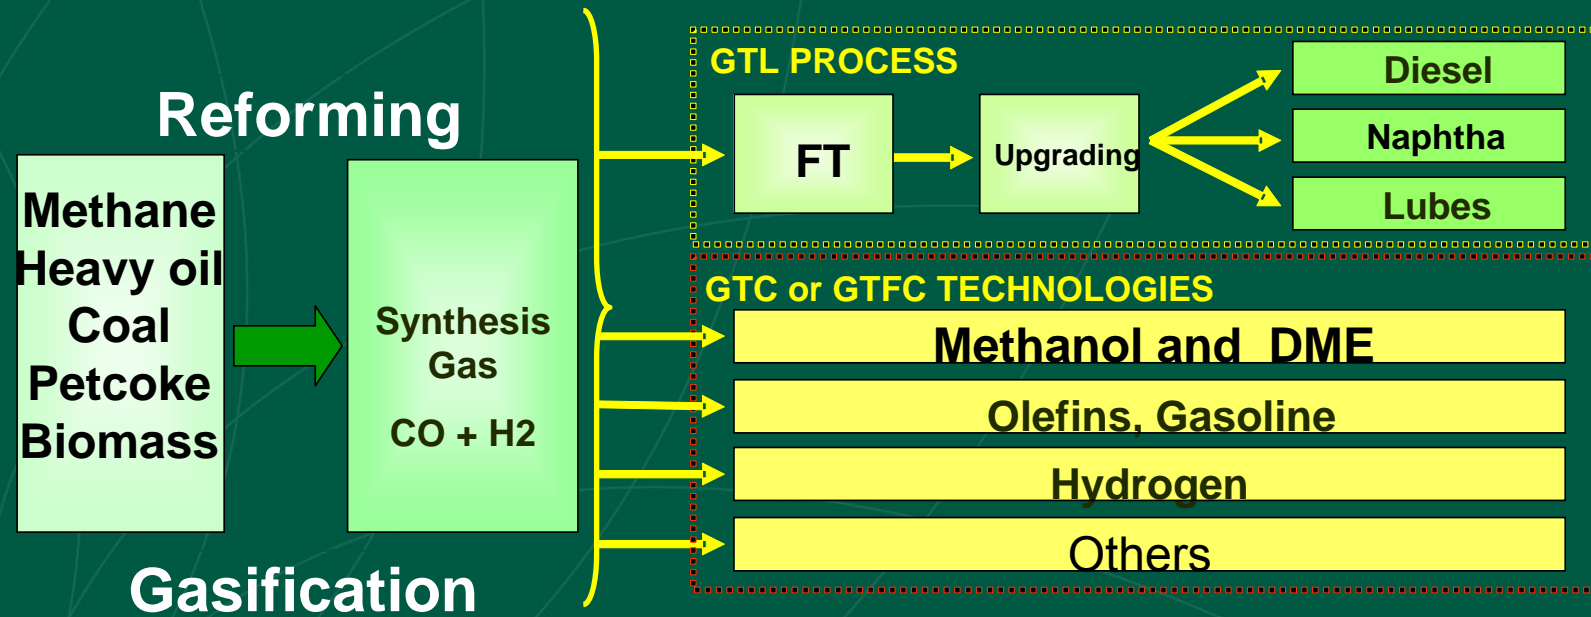 Reforming
Methane
Heavy oil
Coal
Petcoke
Biomass
Gasification
Synthesis
Gas
CO + H2
GTL PROCESS
FT
Upgrading
Diesel
Naphtha
Lubes
GTC or GTFC TECHNOLOGIES
Methanol and  DME
Olefins, Gasoline
Hydrogen
Others